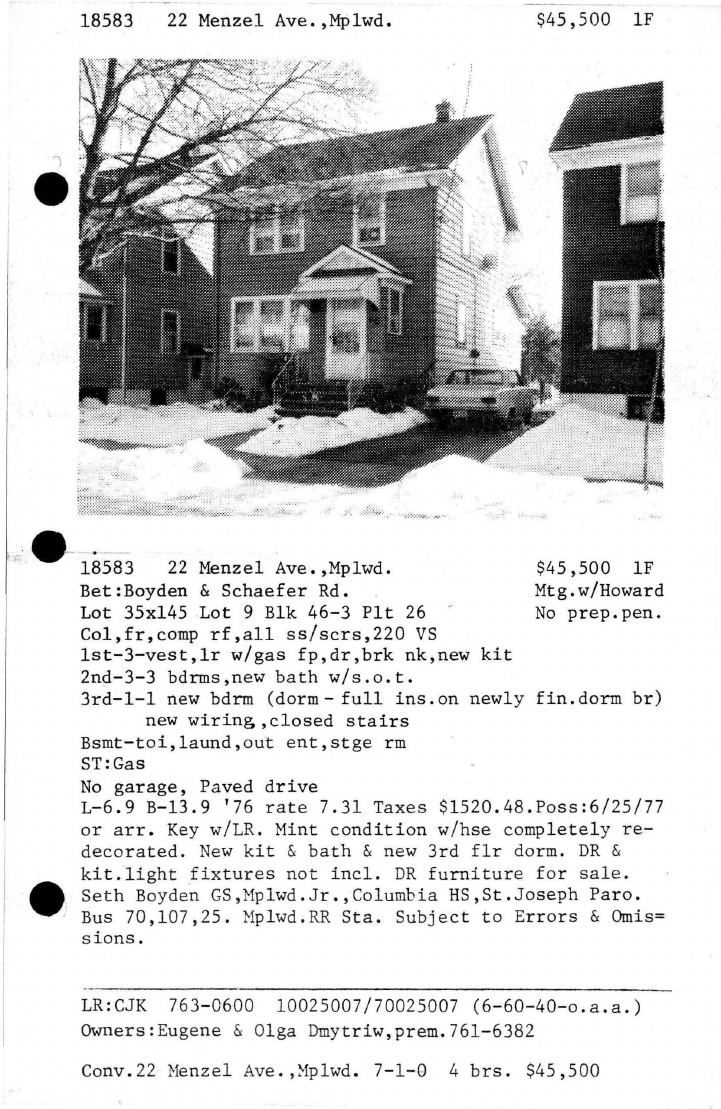 18583   22 Menzel Ave.,Mplwd.   $45,500  1F
18583   22 Menzel Ave.,Mplwd.   $45,500  1F
Bet:Boyden & Schaefer Rd.   Mtg.w/Howard
Lot 35x145 Lot 9 Blk 46-3 Plt 26   No prep.pen.
Col,fr,comp rf,all ss/scrs,220 VS
1st-3-vest,lr w/gas fp,dr,brk nk,new kit
2nd-3-3 bdrms,new bath w/s.o.t.
3rd-1-1 new bdrm (dorm-full ins.on newly fin.dorm br)
new wiring,closed stairs
Bsmt-toi,laund,out ent,stge rm
ST:Gas
No garage, Paved drive
L-6.9 B-13.9 '76 rate 7.31 Taxes $1520.48.Poss:6/25/77
or arr. Key w/LR. Mint condition w/hse completely re-
decorated. New kit & bath & new 3rd flr dorm. DR &
kit.light fixtures not incl. DR furniture for sale.
Seth Boyden GS,Mplwd.Jr.,Columbia HS,St.Joseph Paro.
Bus 70,107,25. Mplwd.RR Sta. Subject to Errors & Omis=
sions.
LR:CJK  763-0600  10025007/70025007 (6-60-40-o.a.a.)
Owners:Eugene & Olga Dmytriw,prem.761-6382
Conv.22 Menzel Ave.,Mplwd. 7-1-0  4 brs. $45,500